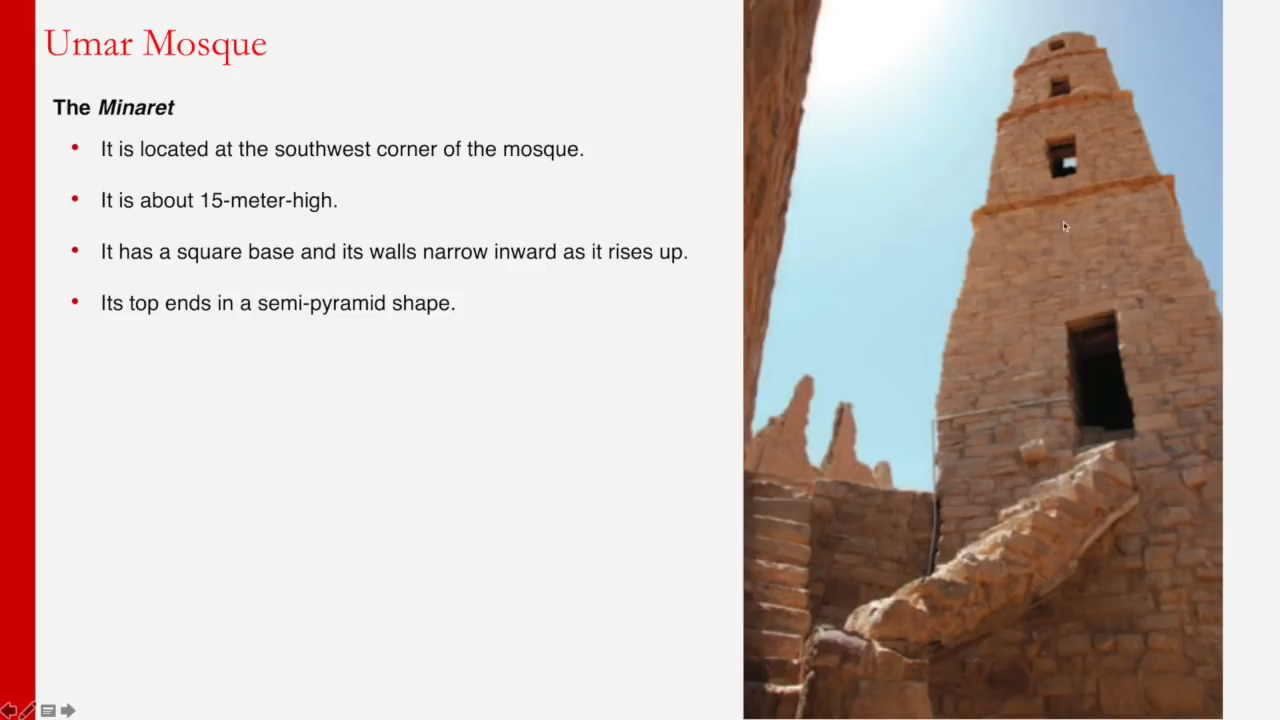 Umar Mosque
The Minaret
• It is located at the southwest corner of the mosque.
• It is about 15-meter-high.
• It has a square base and its walls narrow inward as it rises up.
• Its top ends in a semi-pyramid shape.